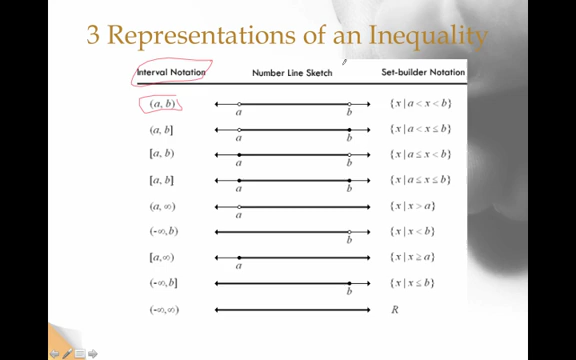 3 Representations of an Inequality
Interval Notation Number Line Sketch Set-builder Notation
(a, b) a b {x | a < x < b}
(a, b] a b {x | a < x ≤ b}
[a, b) a b {x | a ≤ x < b}
[a, b] a b {x | a ≤ x ≤ b}
(a, ∞) a {x | x > a}
(-∞, b) b {x | x < b}
[a, ∞) a {x | x ≥ a}
(-∞, b] b {x | x ≤ b}
(-∞, ∞) R